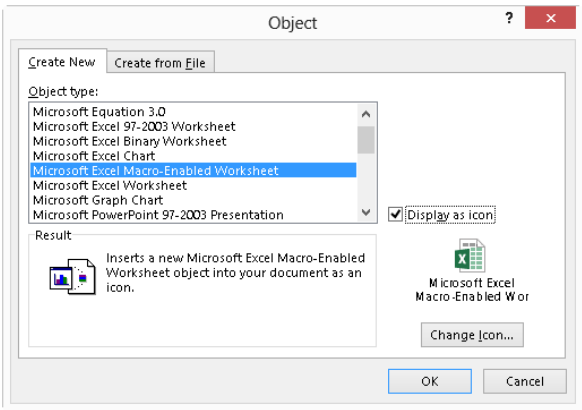 Object
?
×
Create New
Create from File
Object type:
Microsoft Equation 3.0
Microsoft Excel 97-2003 Worksheet
Microsoft Excel Binary Worksheet
Microsoft Excel Chart
Microsoft Excel Macro-Enabled Worksheet
Microsoft Excel Worksheet
Microsoft Graph Chart
Microsoft PowerPoint 97-2003 Presentation
Display as icon
Result
Inserts a new Microsoft Excel Macro-Enabled
Worksheet object into your document as an
icon.
Microsoft Excel
Macro-Enabled Wor
Change Icon...
OK
Cancel